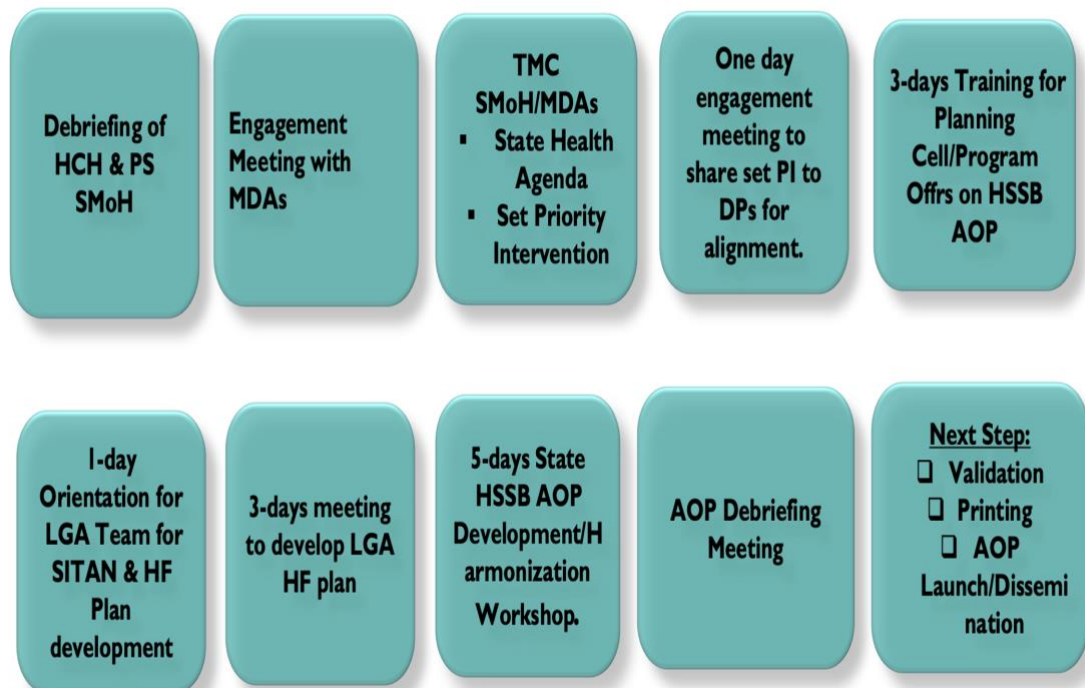 Debriefing of
HCH & PS
SMoH
Engagement
Meeting with
MDAs
TMC
SMoH/MDAs
▪ State Health
Agenda
▪ Set Priority
Intervention
One day
engagement
meeting to
share set PI to
DPs for
alignment.
3-days Training for
Planning
Cell/Program
Offrs on HSSB
AOP
1-day
Orientation for
LGA Team for
SITAN & HF
Plan
development
3-days meeting
to develop LGA
HF plan
5-days State
HSSB AOP
Development/H
armonization
Workshop.
AOP Debriefing
Meeting
Next Step:
❑ Validation
❑ Printing
❑ AOP
Launch/Dissemi
nation